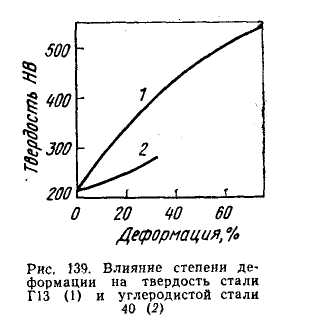 Твердость НВ
500
400
300
200
1
2
0 20 40 60
Деформация, %
Рис. 139. Влияние степени де-
формации на твердость стали
Г13 (1) и углеродистой стали
40 (2)